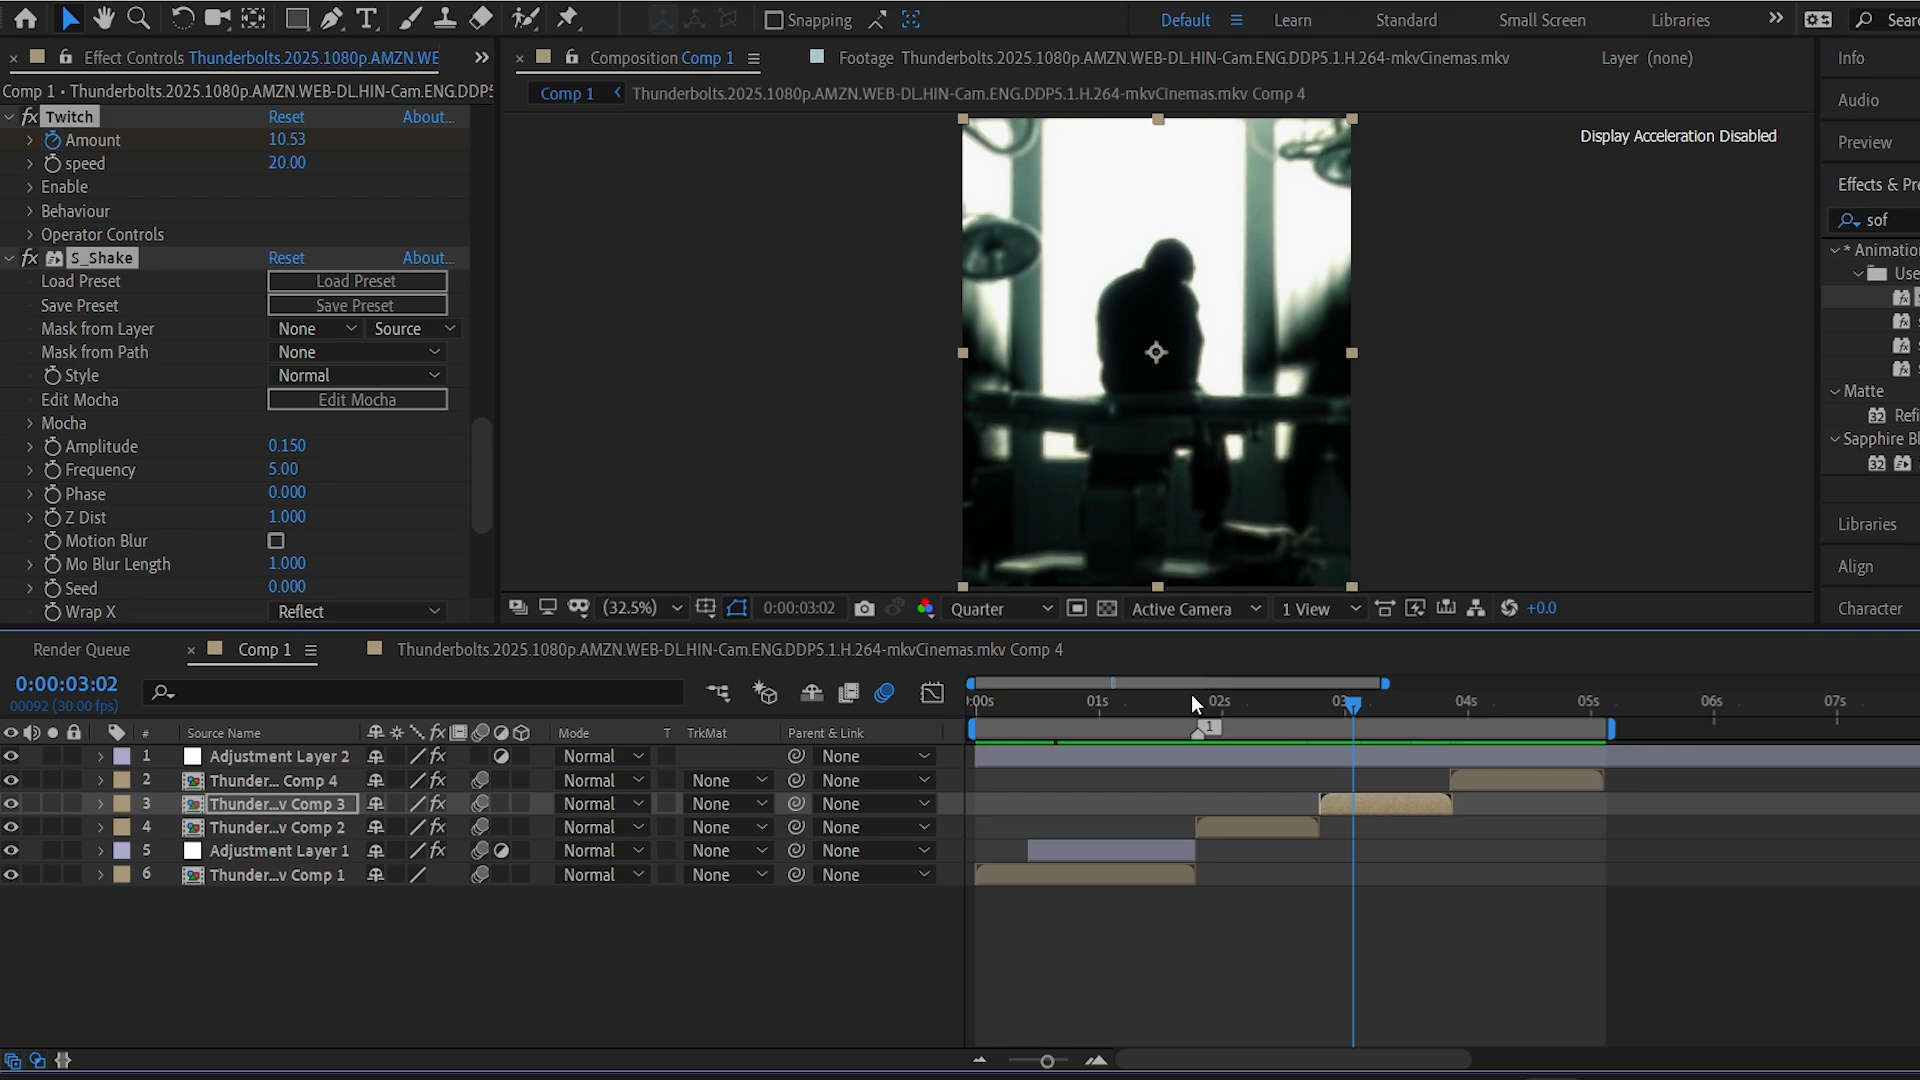 Snapping
Default
Learn
Standard
Small Screen
Libraries
Effect Controls Thunderbolts.2025.1080p.AMZN.WE
Composition Comp 1
Footage Thunderbolts.2025.1080p.AMZN.WEB-DL.HIN-Cam.ENG.DDP5.1.H.264-mkvCinemas.mkv
Layer (none)
Info
Comp 1 • Thunderbolts.2025.1080p.AMZN.WEB-DL.HIN-Cam.ENG.DDP5
Comp 1
Thunderbolts.2025.1080p.AMZN.WEB-DL.HIN-Cam.ENG.DDP5.1.H.264-mkvCinemas.mkv Comp 4
Audio
fx Twitch Reset About...
Amount 10.53
speed 20.00
Enable
Behaviour
Operator Controls
fx S_Shake Reset About...
Load Preset Load Preset
Save Preset Save Preset
Mask from Layer None Source
Mask from Path None
Style Normal
Edit Mocha Edit Mocha
Mocha
Amplitude 0.150
Frequency 5.00
Phase 0.000
Z Dist 1.000
Motion Blur
Mo Blur Length 1.000
Seed 0.000
Wrap X Reflect
Display Acceleration Disabled
Preview
Effects & Pre
sof
* Animation
Use
Matte
32 Refi
Sapphire Bl
32
Libraries
Align
Character
(32.5%) 0:00:03:02 Quarter Active Camera 1 View +0.0
Render Queue
Comp 1
Thunderbolts.2025.1080p.AMZN.WEB-DL.HIN-Cam.ENG.DDP5.1.H.264-mkvCinemas.mkv Comp 4
0:00:03:02
00092 (30.00 fps)
:00s 01s 02s 03 04s 05s 06s 07s
1
# Source Name fx Mode T TrkMat Parent & Link
1 Adjustment Layer 2 fx Normal None
2 Thunder... Comp 4 fx Normal None None
3 Thunder...v Comp 3 fx Normal None None
4 Thunder...v Comp 2 fx Normal None None
5 Adjustment Layer 1 fx Normal None None
6 Thunder...v Comp 1 Normal None None